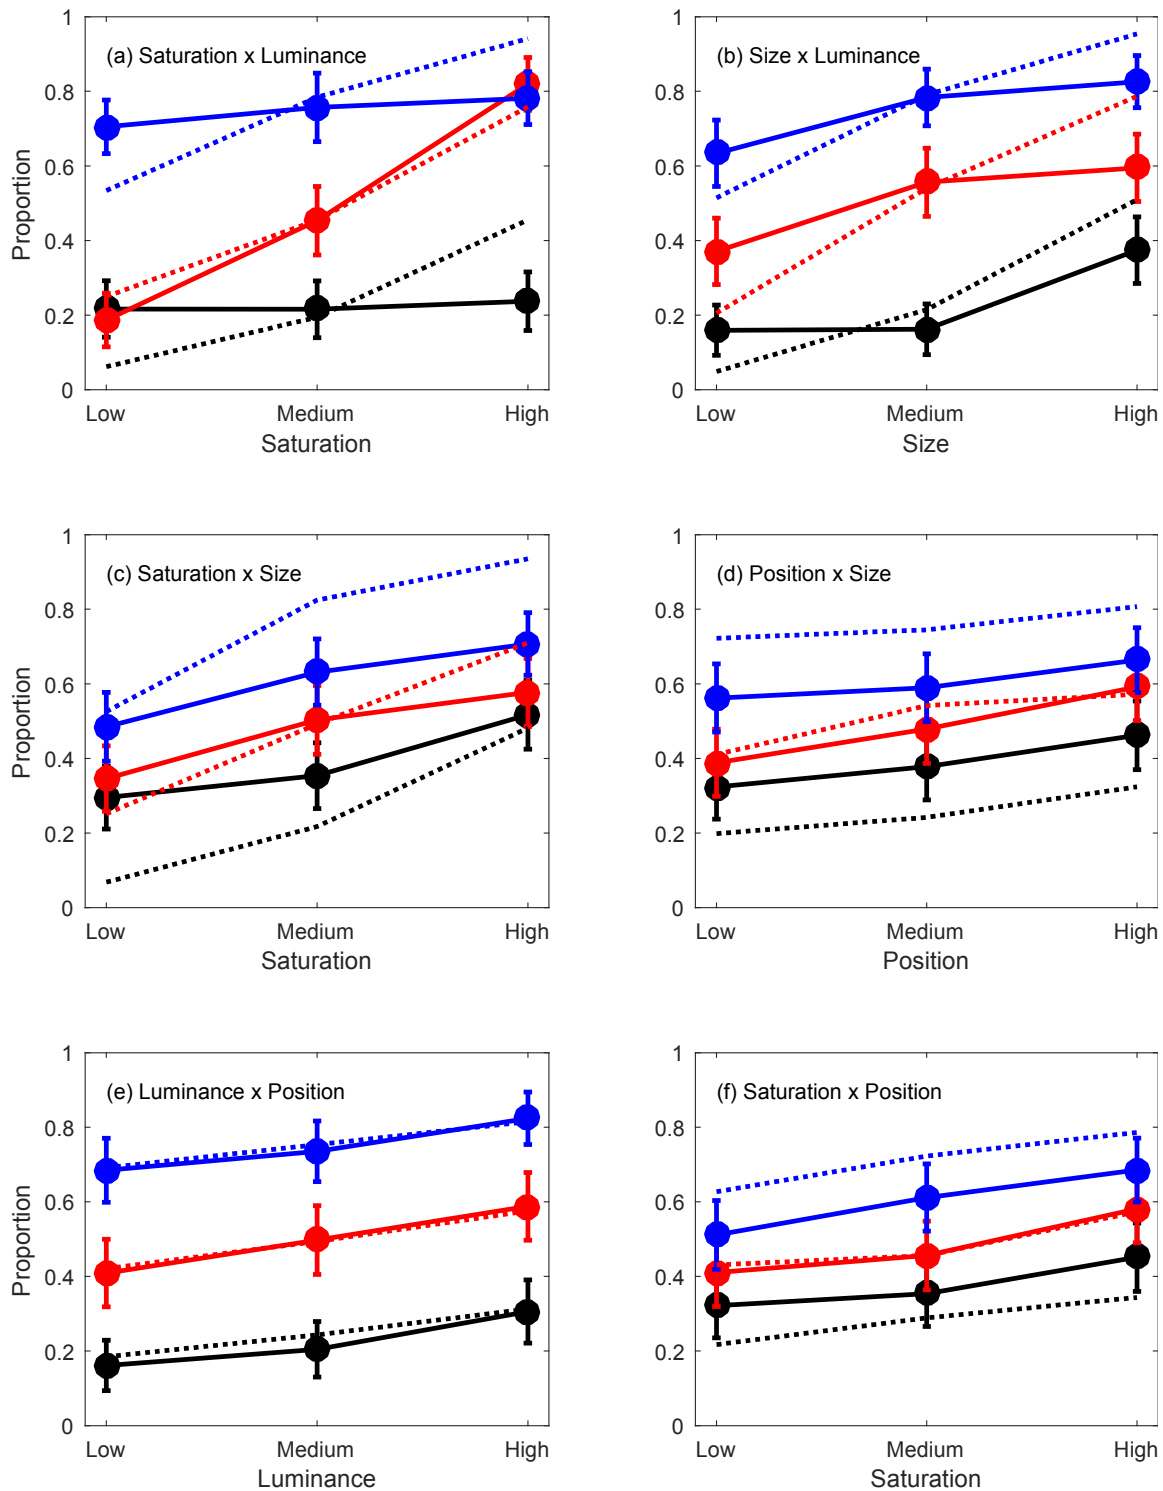 (a) Saturation x Luminance
Proportion
1
0.8
0.6
0.4
0.2
0
Low Medium High
Saturation
(b) Size x Luminance
1
0.8
0.6
0.4
0.2
0
Low Medium High
Size
(c) Saturation x Size
Proportion
1
0.8
0.6
0.4
0.2
0
Low Medium High
Saturation
(d) Position x Size
1
0.8
0.6
0.4
0.2
0
Low Medium High
Position
(e) Luminance x Position
Proportion
1
0.8
0.6
0.4
0.2
0
Low Medium High
Luminance
(f) Saturation x Position
1
0.8
0.6
0.4
0.2
0
Low Medium High
Saturation